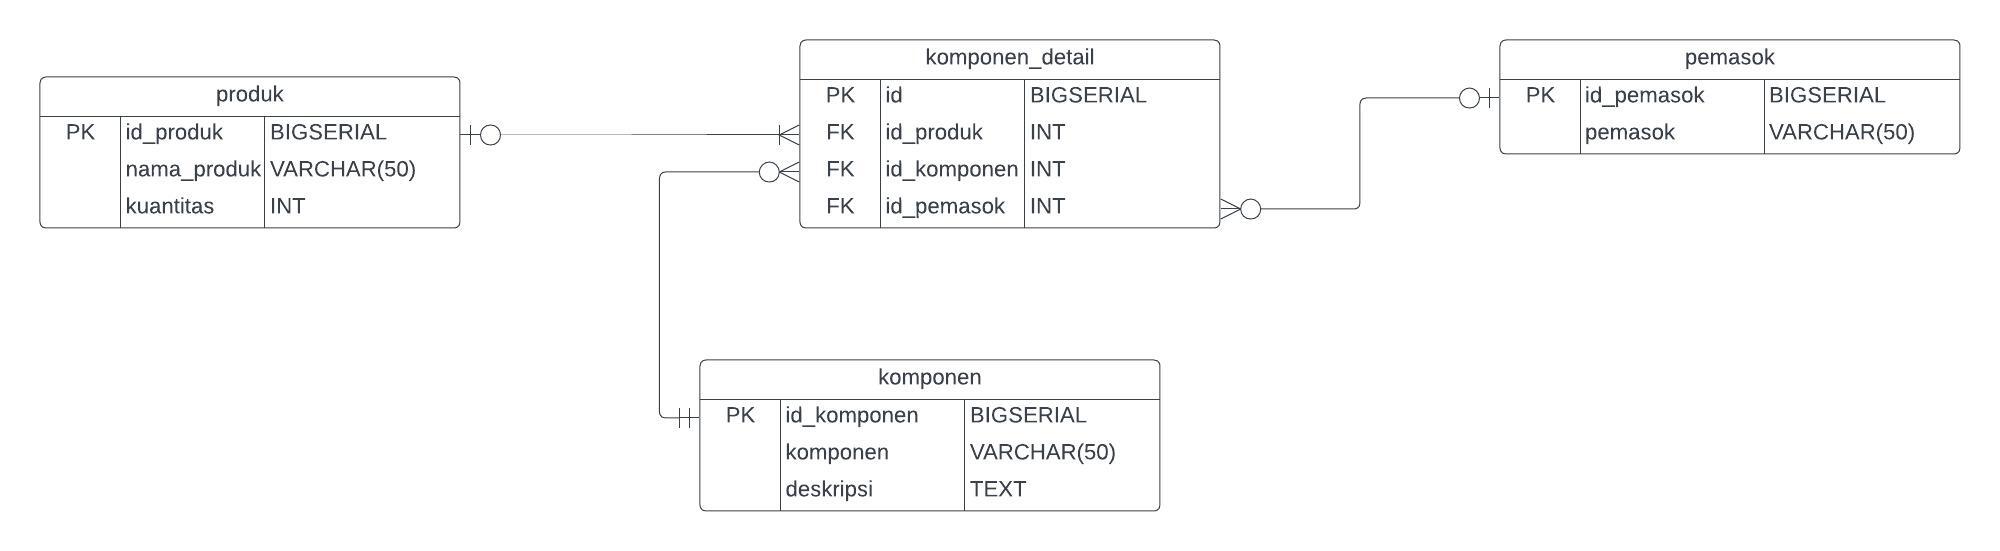 produk
PK id_produk BIGSERIAL
nama_produk VARCHAR(50)
kuantitas INT
komponen_detail
PK id BIGSERIAL
FK id_produk INT
FK id_komponen INT
FK id_pemasok INT
pemasok
PK id_pemasok BIGSERIAL
pemasok VARCHAR(50)
komponen
PK id_komponen BIGSERIAL
komponen VARCHAR(50)
deskripsi TEXT